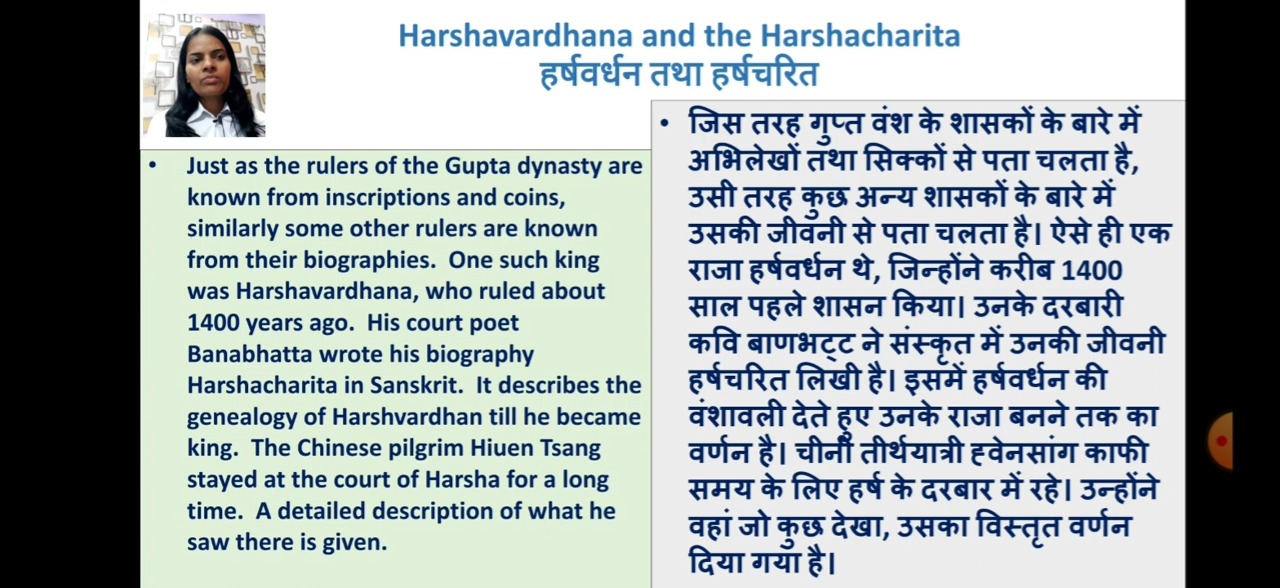 Harshavardhana and the Harshacharita
हर्षवर्धन तथा हर्षचरित
• Just as the rulers of the Gupta dynasty are
known from inscriptions and coins,
similarly some other rulers are known
from their biographies. One such king
was Harshavardhana, who ruled about
1400 years ago. His court poet
Banabhatta wrote his biography
Harshacharita in Sanskrit. It describes the
genealogy of Harshvardhan till he became
king. The Chinese pilgrim Hiuen Tsang
stayed at the court of Harsha for a long
time. A detailed description of what he
saw there is given.
• जिस तरह गुप्त वंश के शासकों के बारे में
अभिलेखों तथा सिक्कों से पता चलता है,
उसी तरह कुछ अन्य शासकों के बारे में
उसकी जीवनी से पता चलता है। ऐसे ही एक
राजा हर्षवर्धन थे, जिन्होंने करीब 1400
साल पहले शासन किया। उनके दरबारी
कवि बाणभट्ट ने संस्कृत में उनकी जीवनी
हर्षचरित लिखी है। इसमें हर्षवर्धन की
वंशावली देते हुए उनके राजा बनने तक का
वर्णन है। चीनी तीर्थयात्री ह्वेनसांग काफी
समय के लिए हर्ष के दरबार में रहे। उन्होंने
वहां जो कुछ देखा, उसका विस्तृत वर्णन
दिया गया है।